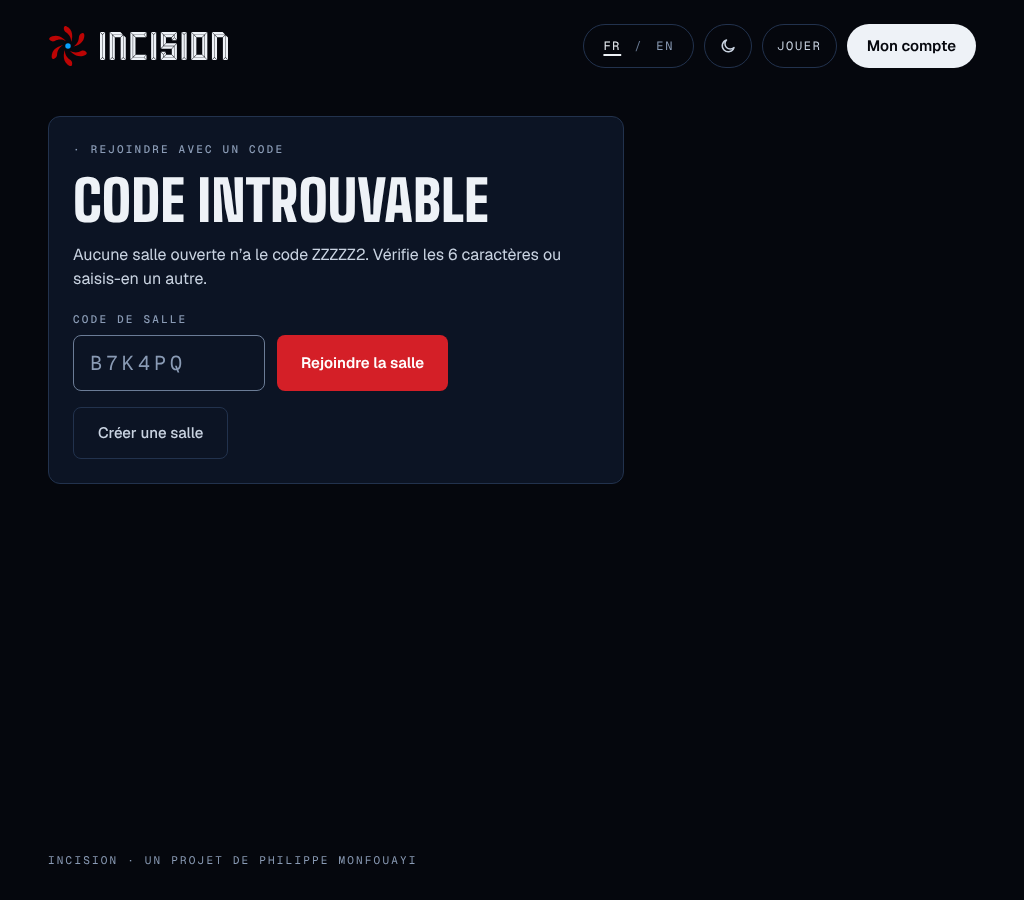 INCISION
FR / EN
JOUER
Mon compte
· REJOINDRE AVEC UN CODE
CODE INTROUVABLE
Aucune salle ouverte n’a le code ZZZZZ2. Vérifie les 6 caractères ou
saisis-en un autre.
CODE DE SALLE
B7K4PQ
Rejoindre la salle
Créer une salle
INCISION · UN PROJET DE PHILIPPE MONFOUAYI